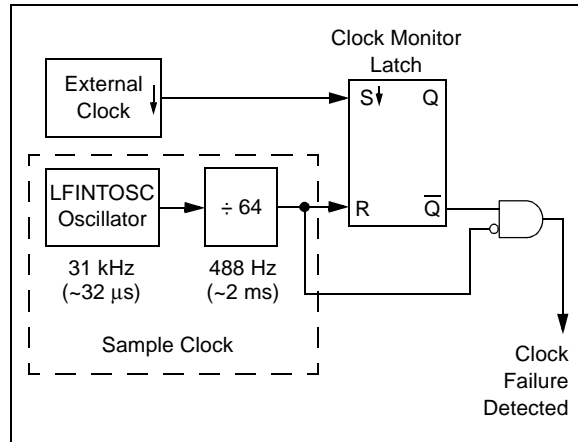 Clock Monitor
Latch
External
Clock
S
Q
LFINTOSC
Oscillator
÷ 64
R
Q̅
31 kHz
(~32 μs)
488 Hz
(~2 ms)
Sample Clock
Clock
Failure
Detected